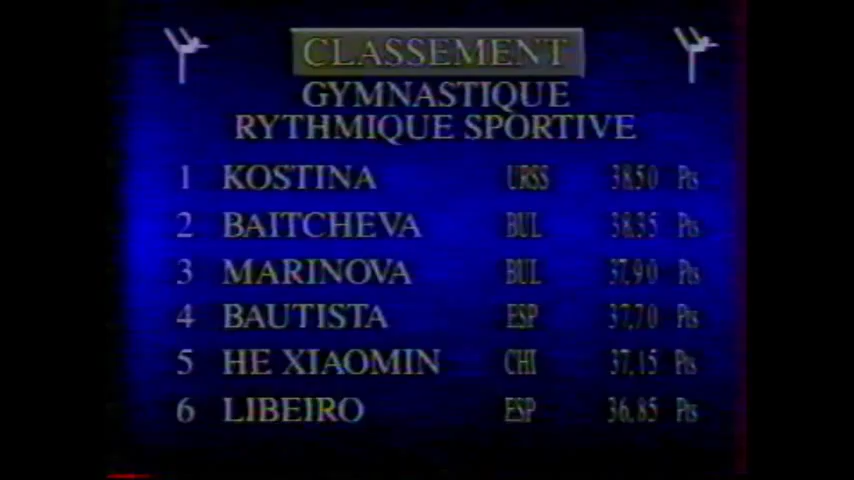 CLASSEMENT
GYMNASTIQUE
RYTHMIQUE SPORTIVE
1 KOSTINA URSS 38.50 Pts
2 BAITCHEVA BUL 38.35 Pts
3 MARINOVA BUL 37.90 Pts
4 BAUTISTA ESP 37.70 Pts
5 HE XIAOMIN CHI 37.15 Pts
6 LIBEIRO ESP 36.85 Pts